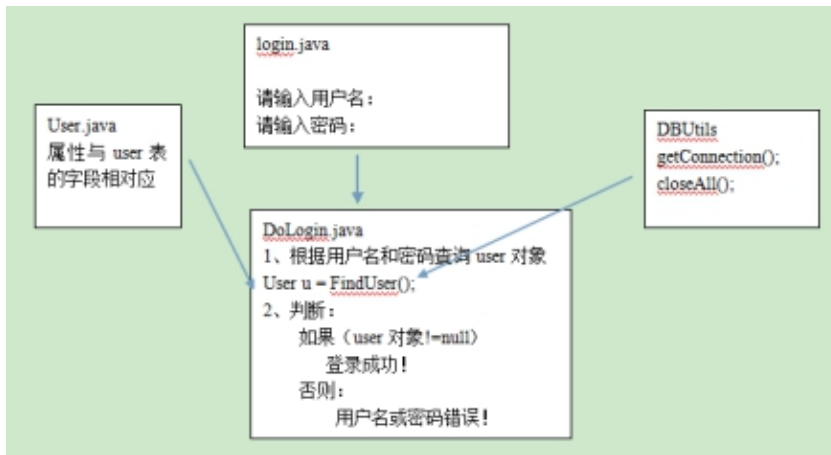 login.java
请输入用户名：
请输入密码：
User.java
属性与 user 表
的字段相对应
DBUtils
getConnection();
closeAll();
DoLogin.java
1、根据用户名和密码查询 user 对象
User u = FindUser();
2、判断：
如果（user 对象!=null）
登录成功！
否则：
用户名或密码错误！